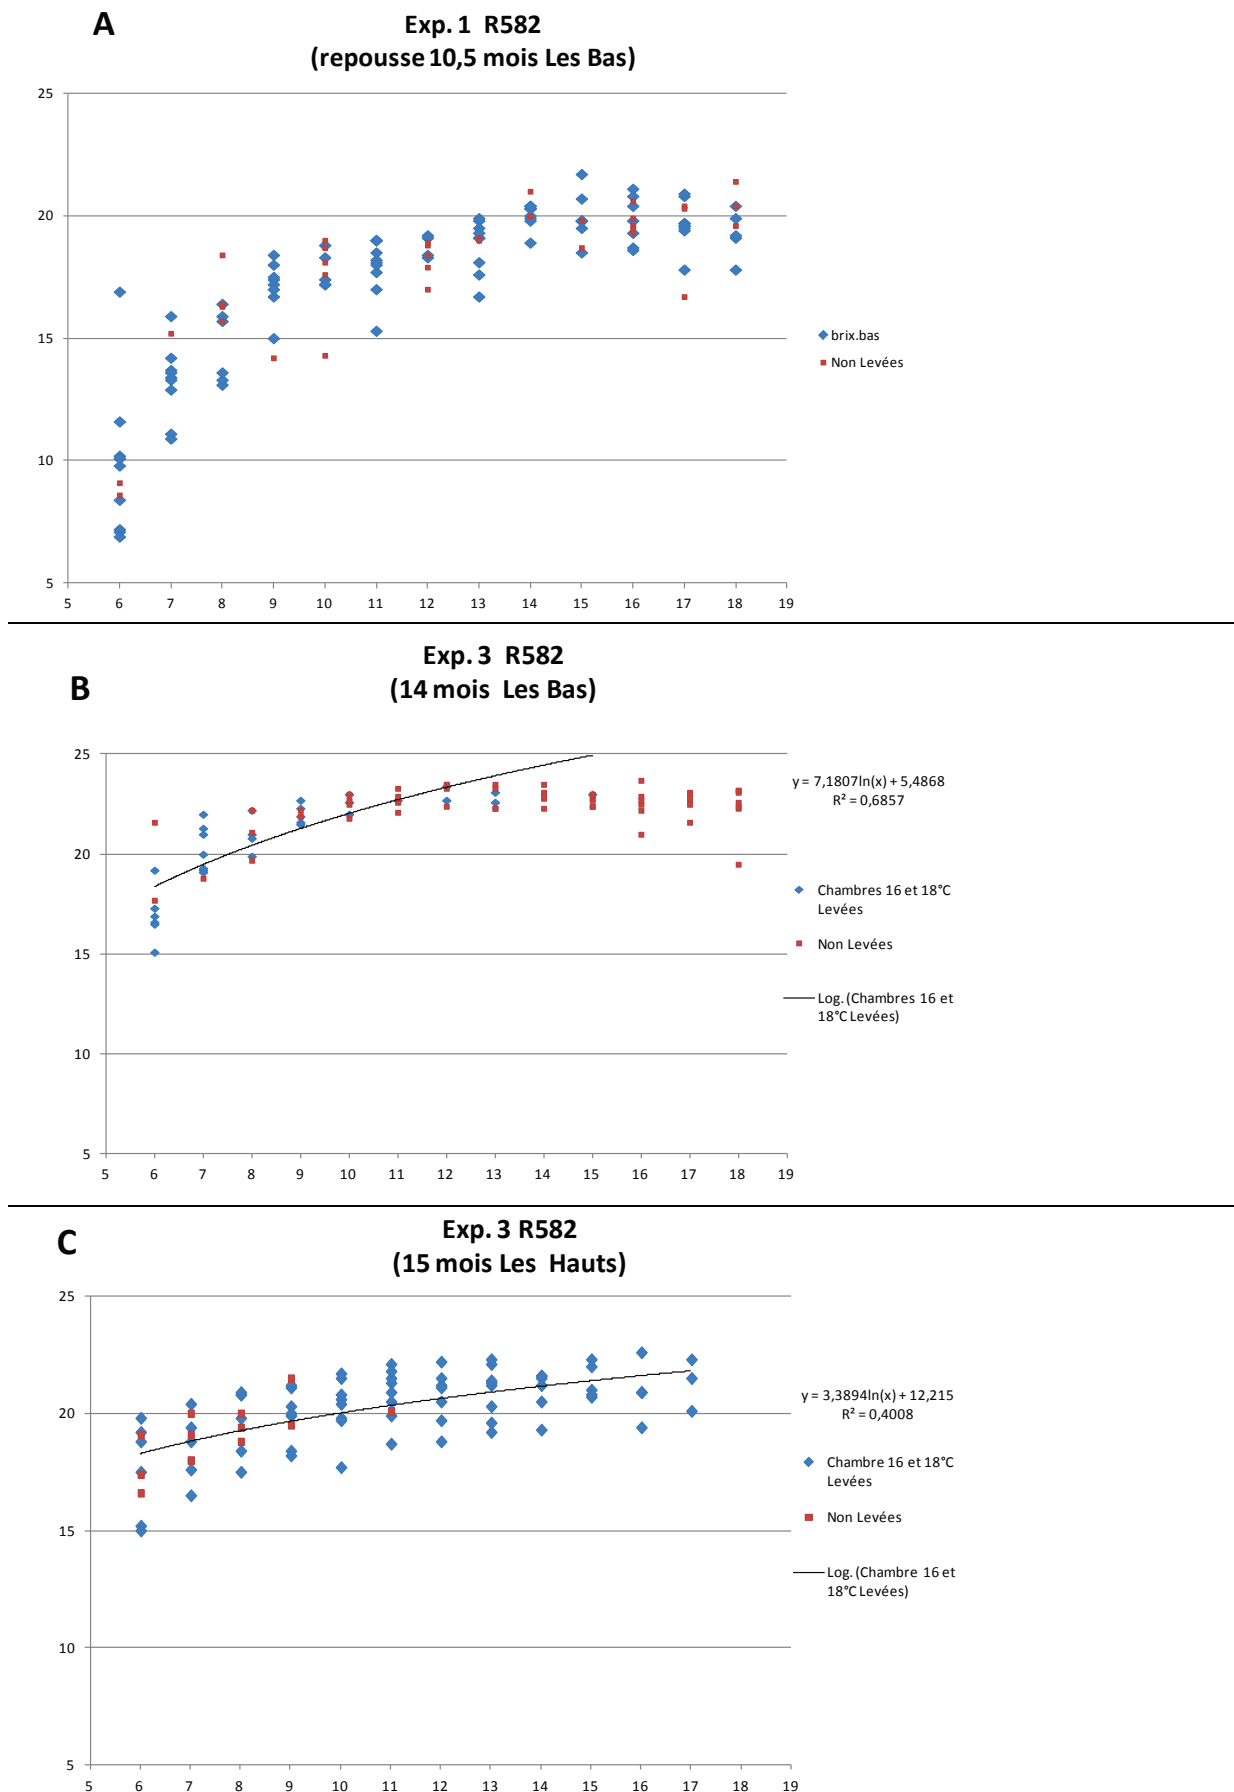 A
Exp. 1 R582
(repousse 10,5 mois Les Bas)
25
20
15
10
5
5 6 7 8 9 10 11 12 13 14 15 16 17 18 19
brix.bas
Non Levées
B
Exp. 3 R582
(14 mois Les Bas)
25
20
15
10
5
5 6 7 8 9 10 11 12 13 14 15 16 17 18 19
y = 7,1807ln(x) + 5,4868
R² = 0,6857
Chambres 16 et 18°C
Levées
Non Levées
Log. (Chambres 16 et
18°C Levées)
C
Exp. 3 R582
(15 mois Les Hauts)
25
20
15
10
5
5 6 7 8 9 10 11 12 13 14 15 16 17 18 19
y = 3,3894ln(x) + 12,215
R² = 0,4008
Chambre 16 et 18°C
Levées
Non Levées
Log. (Chambre 16 et
18°C Levées)